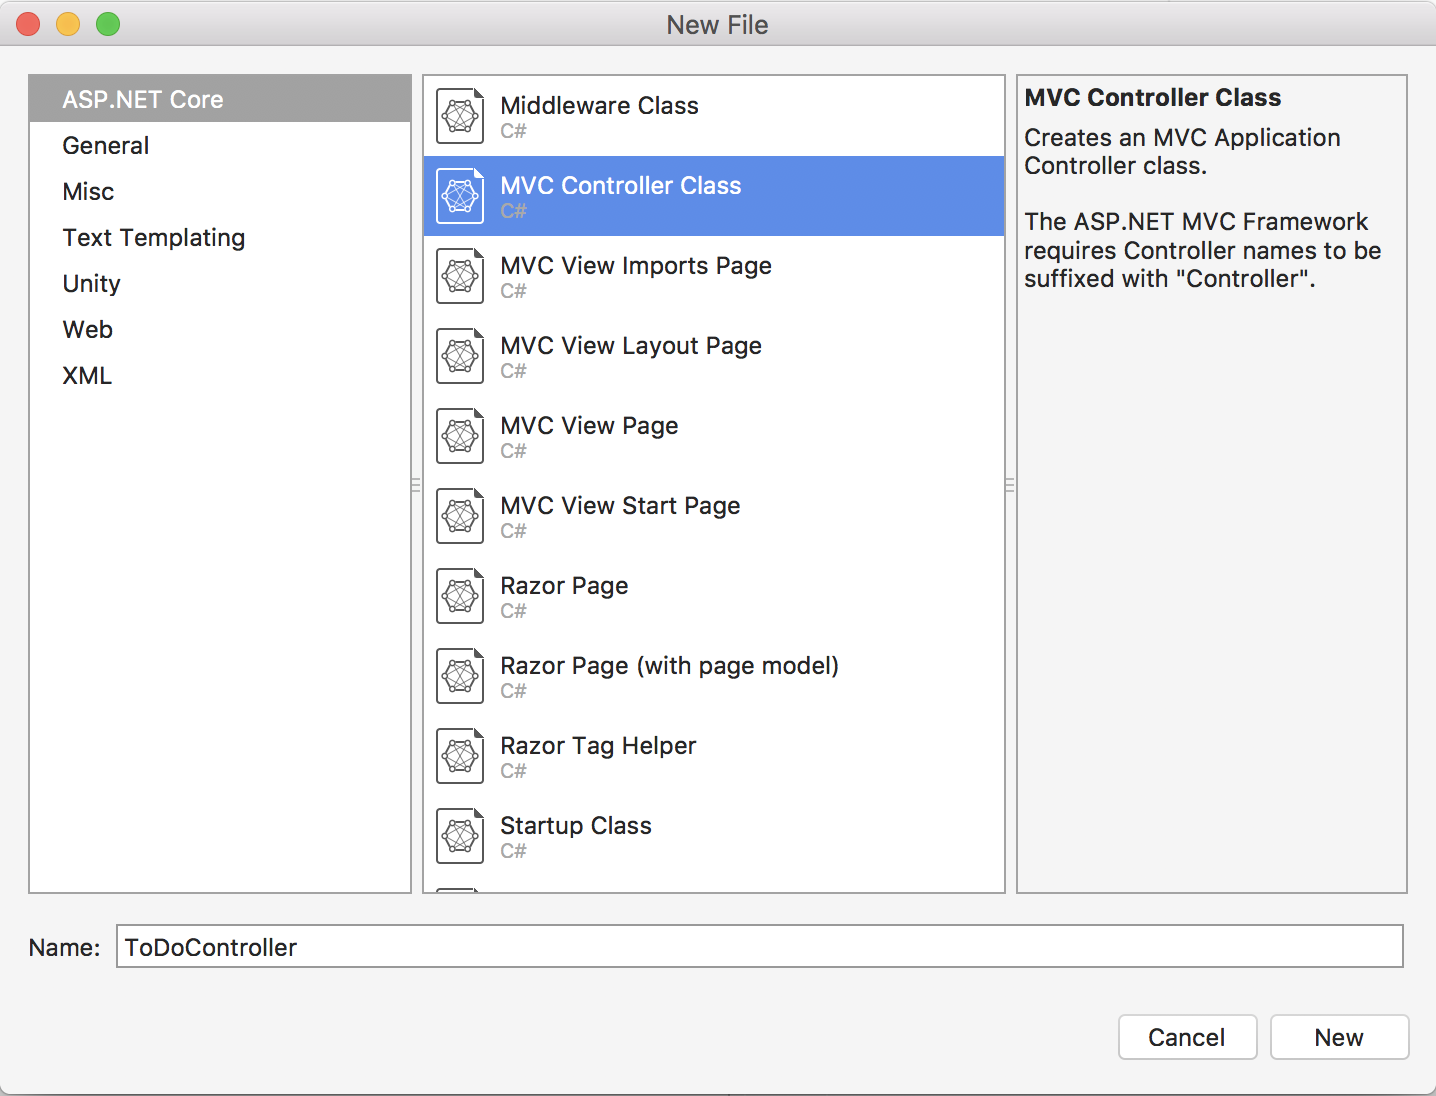 New File
ASP.NET Core
General
Misc
Text Templating
Unity
Web
XML
Middleware Class
C#
MVC Controller Class
C#
MVC View Imports Page
C#
MVC View Layout Page
C#
MVC View Page
C#
MVC View Start Page
C#
Razor Page
C#
Razor Page (with page model)
C#
Razor Tag Helper
C#
Startup Class
C#
MVC Controller Class
Creates an MVC Application
Controller class.
The ASP.NET MVC Framework
requires Controller names to be
suffixed with "Controller".
Name: ToDoController
Cancel New